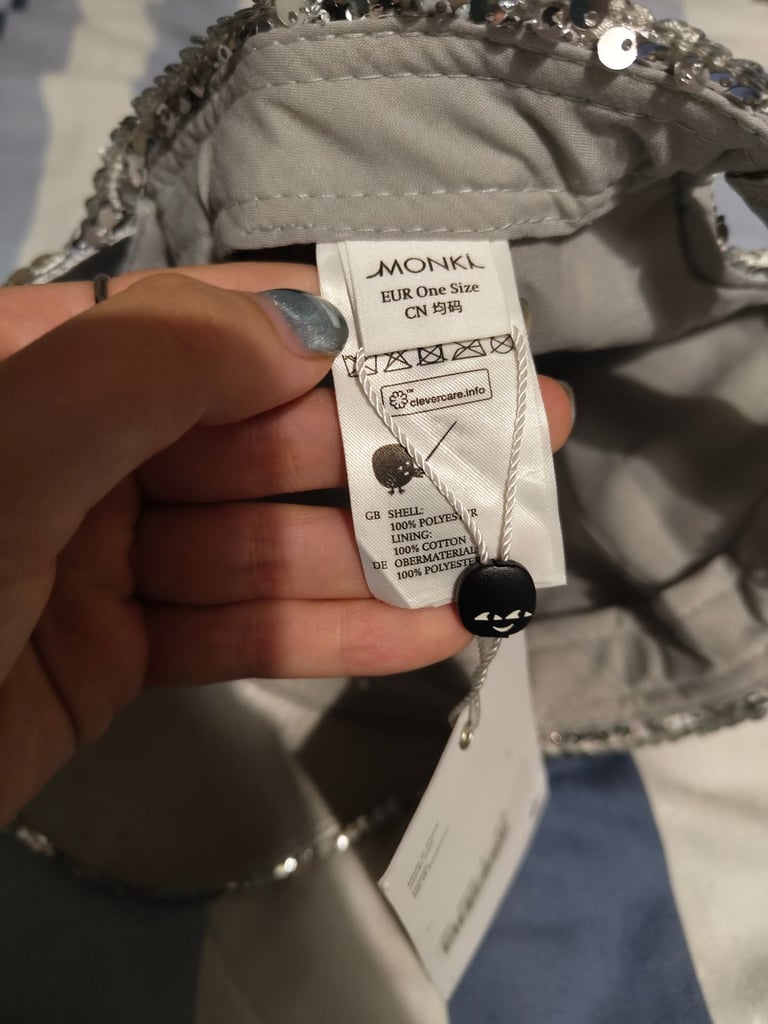 MONKI
EUR One Size
CN 均码
clevercare.info
GB SHELL:
100% POLYESTER
LINING:
100% COTTON
DE OBERMATERIAL
100% POLYESTER